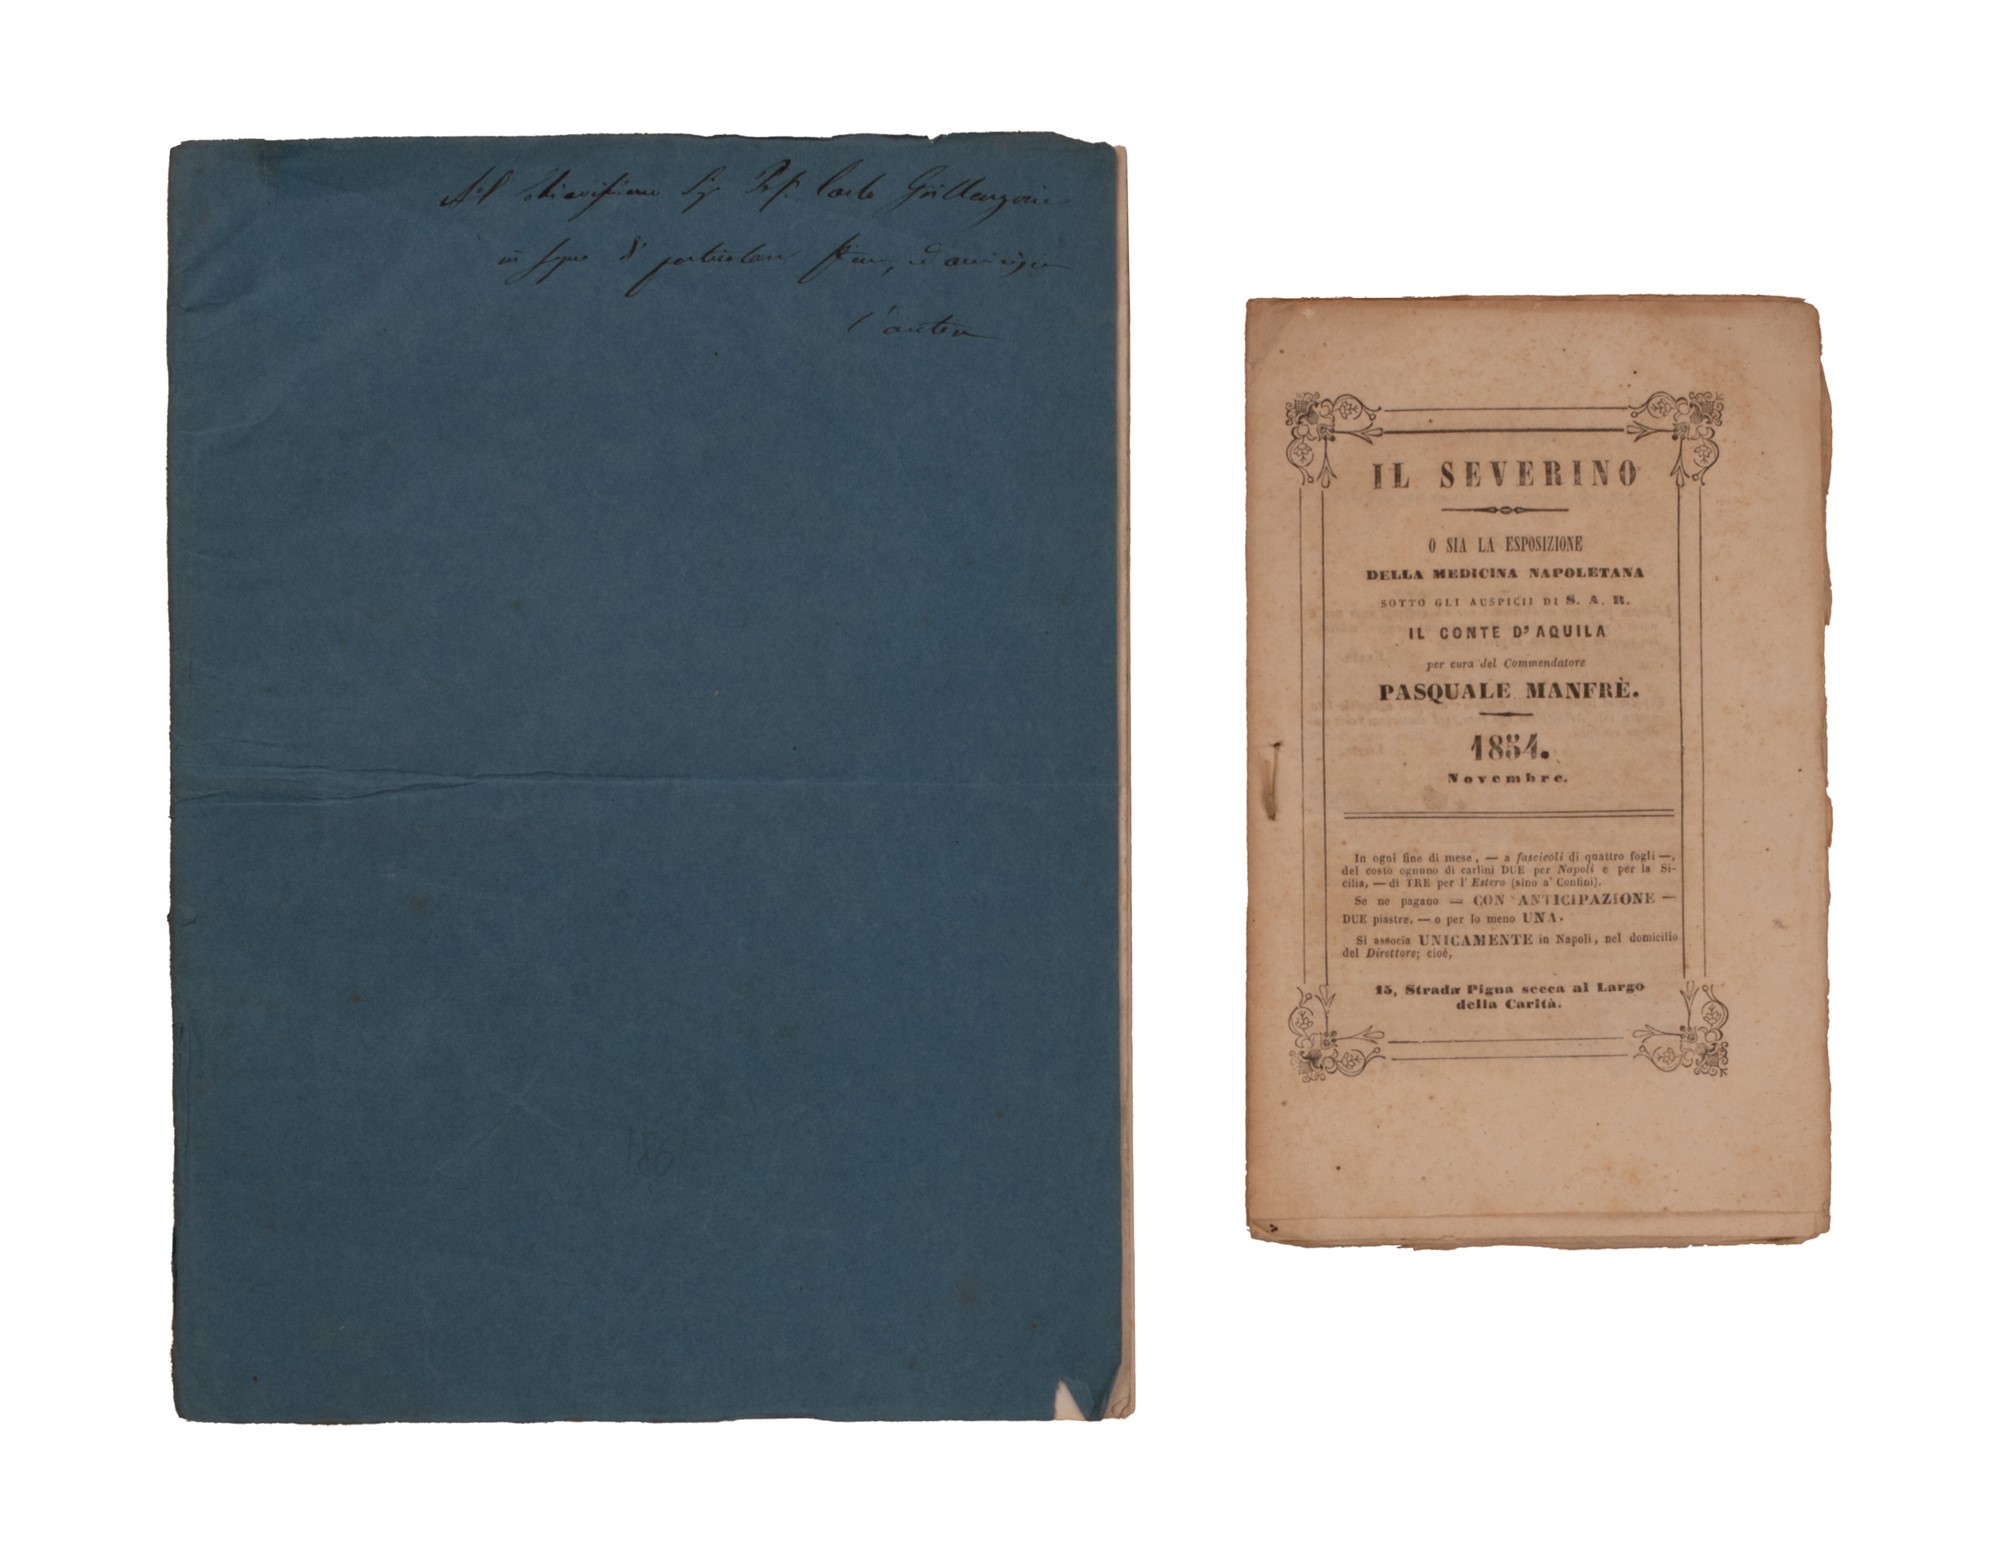 Al Chiarissimo Sig. Prof. Carlo Grillenzoni
in segno di particolare stima, ed amicizia
l'autore
IL SEVERINO
O SIA LA ESPOSIZIONE
DELLA MEDICINA NAPOLETANA
SOTTO GLI AUSPICII DI S. A. R.
IL CONTE D'AQUILA
per cura del Commendatore
PASQUALE MANFRÈ.
1854.
Novembre.
In ogni fine di mese, — a fascicoli di quattro fogli —,
del costo ognuno di carlini DUE per Napoli e per la Si-
cilia, — di TRE per l' Estero (sino a' Confini).
Se ne pagano — CON ANTICIPAZIONE —
DUE piastre, — o per lo meno UNA.
Si associa UNICAMENTE in Napoli, nel domicilio
del Direttore; cioè,
15, Strada Pigna secca al Largo
della Carità.